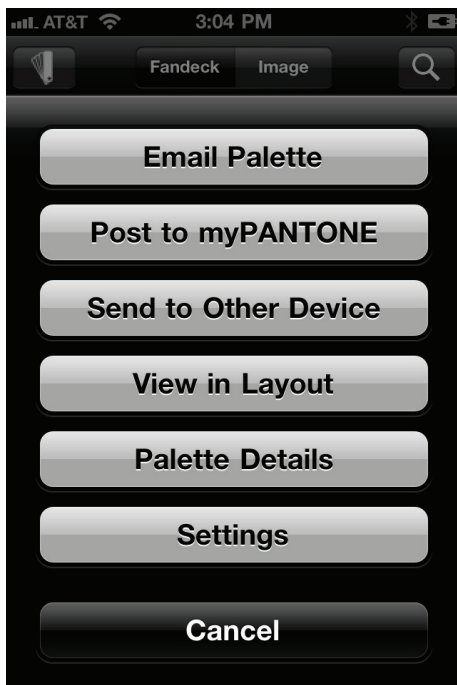 AT&T 3:04 PM
Fandeck Image
Email Palette
Post to myPANTONE
Send to Other Device
View in Layout
Palette Details
Settings
Cancel